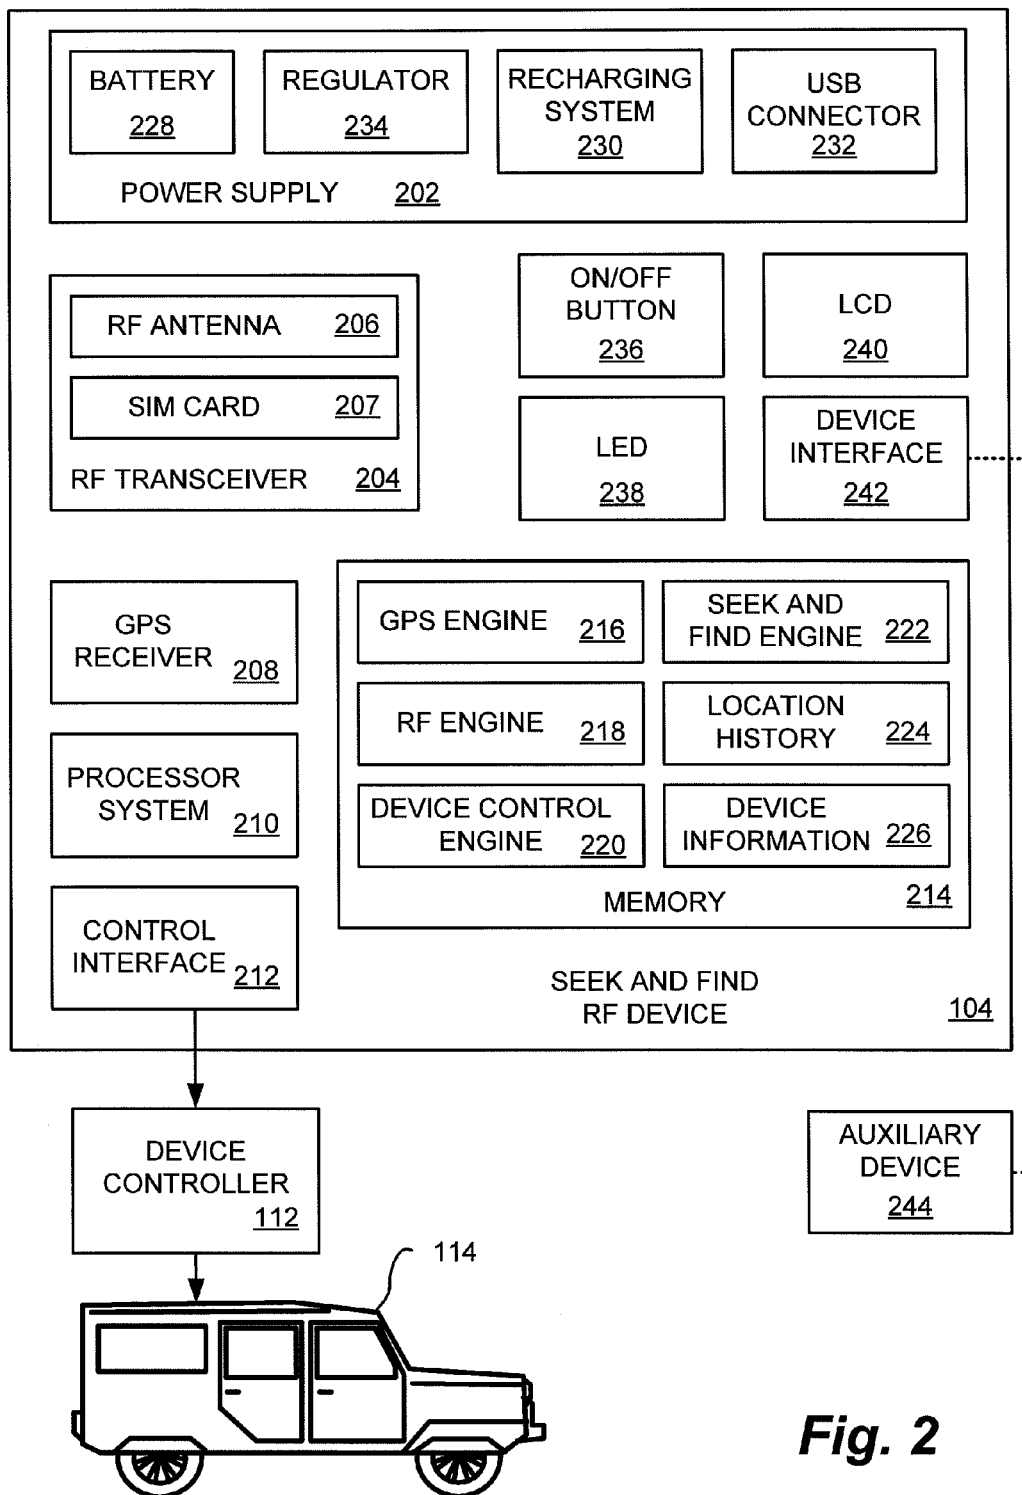 BATTERY
228
REGULATOR
234
RECHARGING
SYSTEM
230
USB
CONNECTOR
232
POWER SUPPLY 202
RF ANTENNA 206
SIM CARD 207
RF TRANSCEIVER 204
ON/OFF
BUTTON
236
LCD
240
LED
238
DEVICE
INTERFACE
242
GPS
RECEIVER 208
PROCESSOR
SYSTEM 210
CONTROL
INTERFACE 212
GPS ENGINE 216
SEEK AND
FIND ENGINE 222
RF ENGINE 218
LOCATION
HISTORY 224
DEVICE CONTROL
ENGINE 220
DEVICE
INFORMATION 226
MEMORY 214
SEEK AND FIND
RF DEVICE 104
DEVICE
CONTROLLER
112
AUXILIARY
DEVICE
244
114
Fig. 2